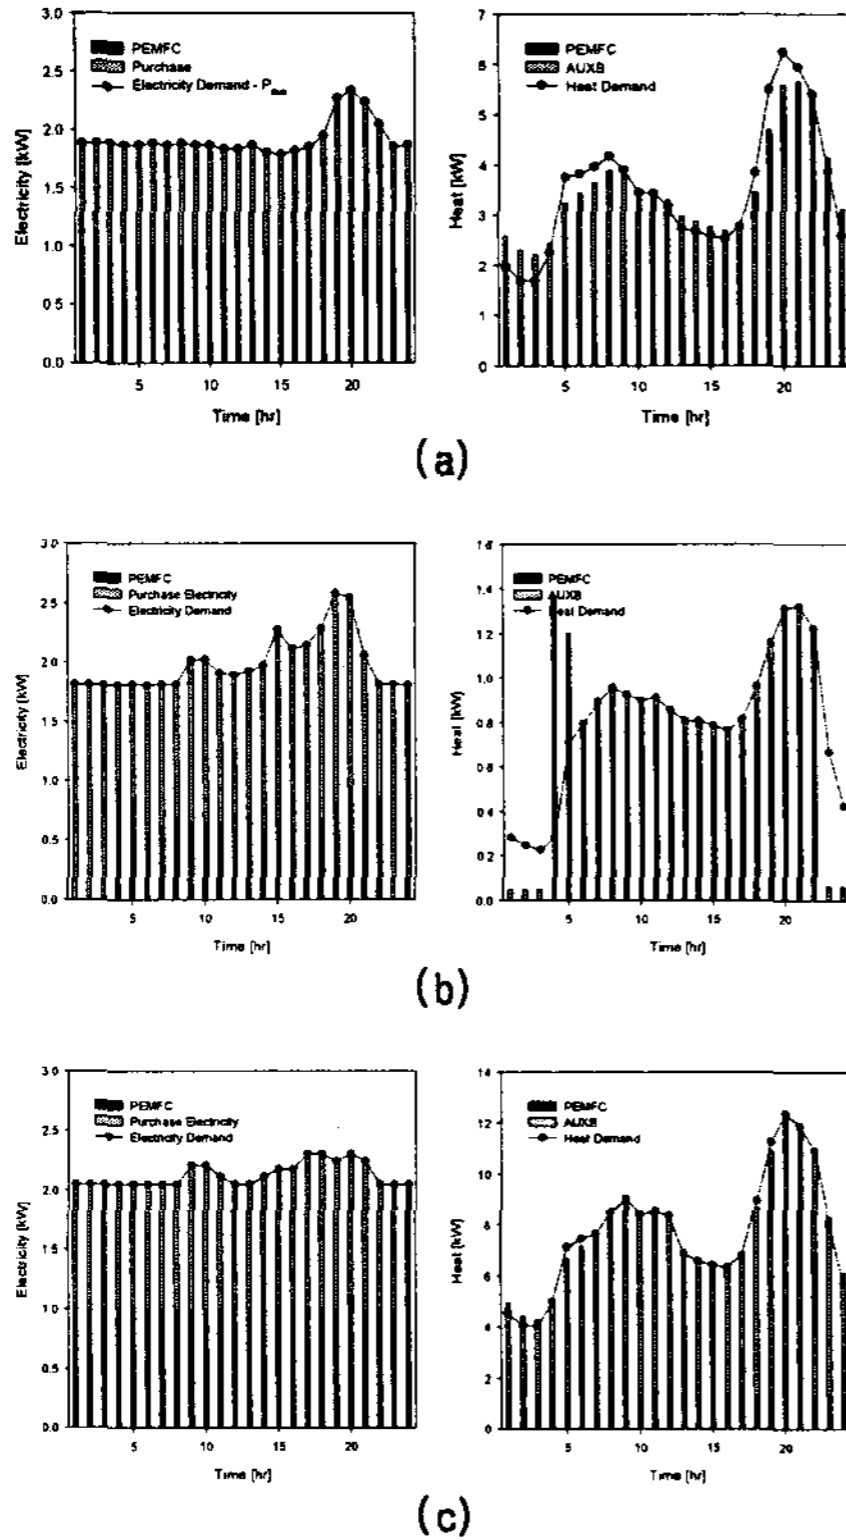 3.0
2.5
2.0
1.5
1.0
0.5
0.0
Electricity [kW]
PEMFC
Purchase
Electricity Demand - P
5 10 15 20
Time [hr]
7
6
5
4
3
2
1
0
Heat [kW]
PEMFC
AUXB
Heat Demand
5 10 15 20
Time [hr]
(a)
3.0
2.5
2.0
1.5
1.0
0.5
0.0
Electricity [kW]
PEMFC
Purchase Electricity
Electricity Demand
5 10 15 20
Time [hr]
1.6
1.4
1.2
1.0
0.8
0.6
0.4
0.2
0.0
Heat [kW]
PEMFC
AUXB
Heat Demand
5 10 15 20
Time [hr]
(b)
3.0
2.5
2.0
1.5
1.0
0.5
0.0
Electricity [kW]
PEMFC
Purchase Electricity
Electricity Demand
5 10 15 20
Time [hr]
14
12
10
8
6
4
2
0
Heat [kW]
PEMFC
AUXB
Heat Demand
5 10 15 20
Time [hr]
(c)